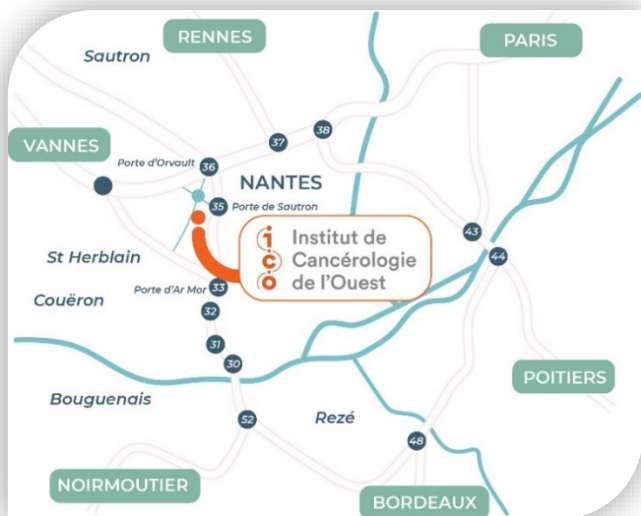 RENNES
PARIS
Sautron
38
37
VANNES
Porte d'Orvault
36
NANTES
35
Porte de Sautron
43
44
St Herblain
ico
Institut de
Cancérologie
de l'Ouest
Couëron
Porte d'Ar Mor
33
32
31
30
POITIERS
Bouguenais
Rezé
52
48
NOIRMOUTIER
BORDEAUX